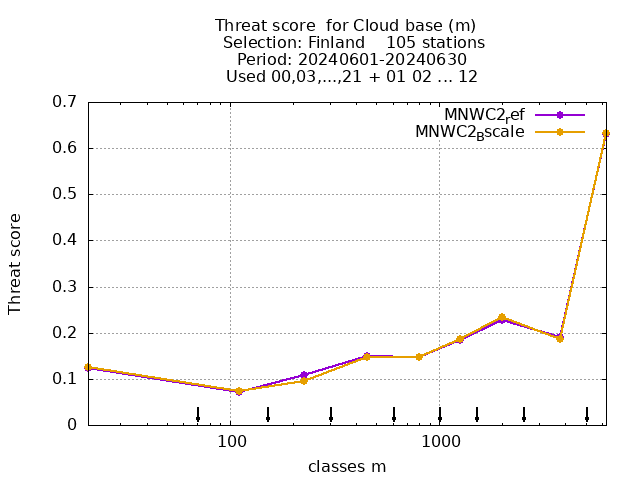 Threat score  for Cloud base (m)
Selection: Finland    105 stations
Period: 20240601-20240630
Used 00,03,...,21 + 01 02 ... 12
MNWC2ref
MNWC2Bscale
0.7
0.6
0.5
0.4
0.3
0.2
0.1
0
Threat score
100
1000
classes m